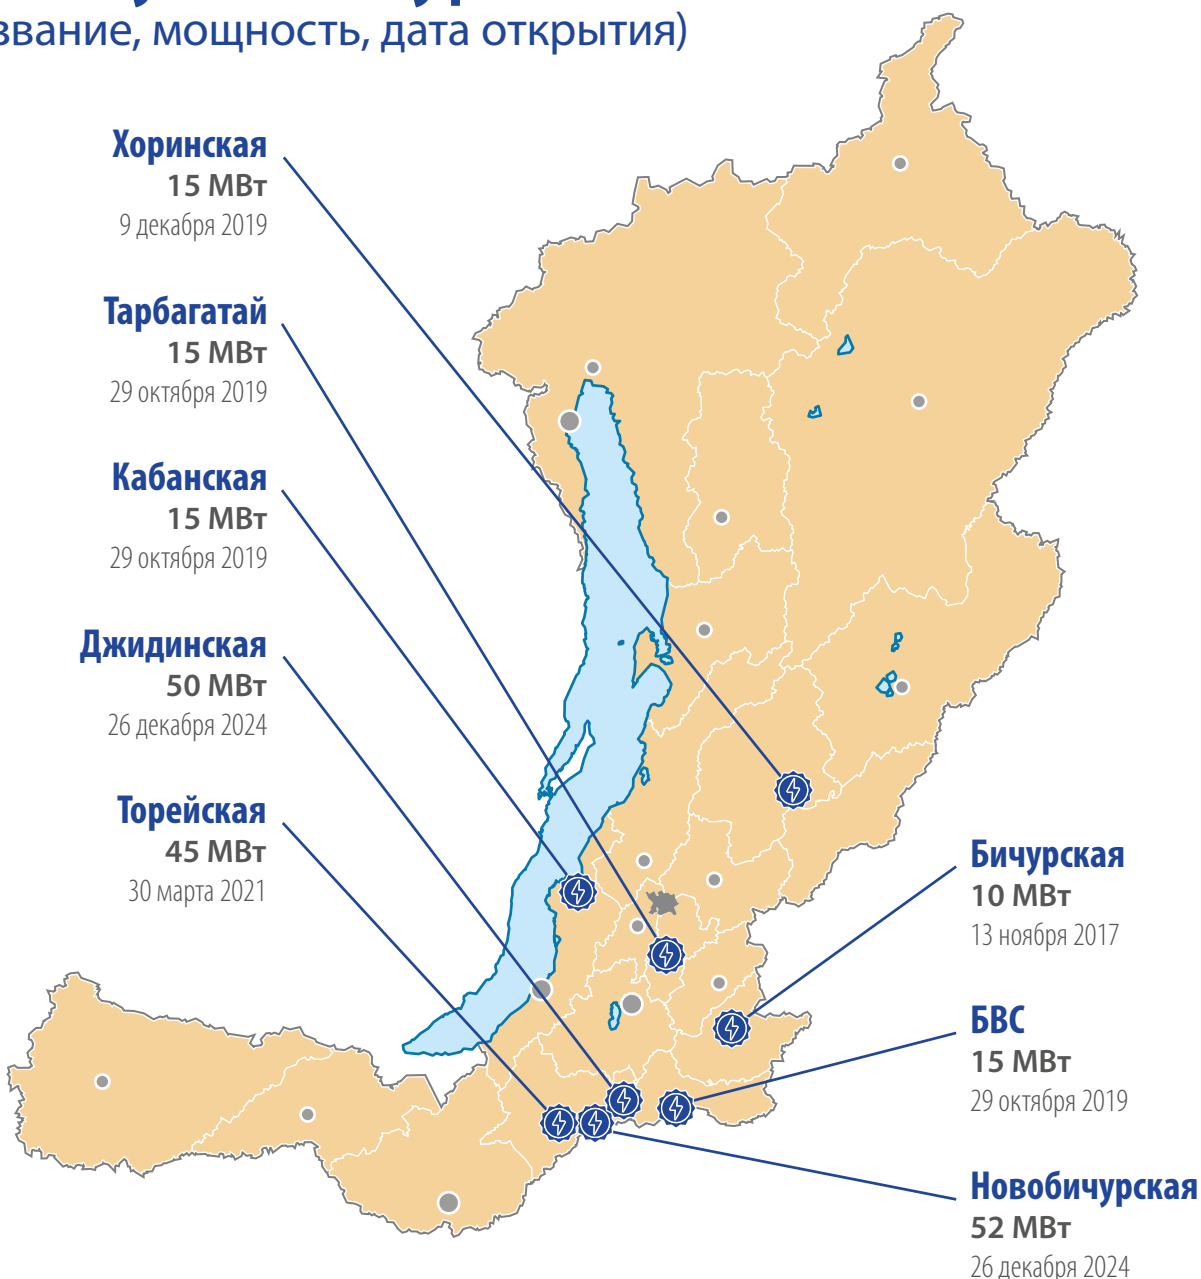 звание, мощность, дата открытия)
Хоринская
15 МВт
9 декабря 2019
Тарбагатай
15 МВт
29 октября 2019
Кабанская
15 МВт
29 октября 2019
Джидинская
50 МВт
26 декабря 2024
Торейская
45 МВт
30 марта 2021
Бичурская
10 МВт
13 ноября 2017
БВС
15 МВт
29 октября 2019
Новобичурская
52 МВт
26 декабря 2024